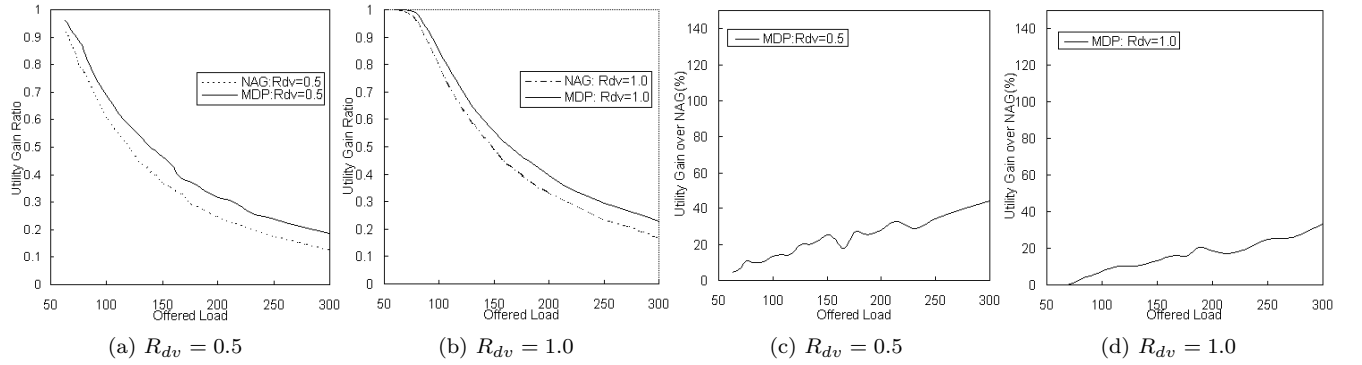 1
0.9
0.8
0.7
0.6
0.5
0.4
0.3
0.2
0.1
0
Utility Gain Ratio
NAG:Rdv=0.5
MDP:Rdv=0.5
50 100 150 200 250 300
Offered Load
(a) R_dv = 0.5
1
0.9
0.8
0.7
0.6
0.5
0.4
0.3
0.2
0.1
0
Utility Gain Ratio
NAG: Rdv=1.0
MDP: Rdv=1.0
50 100 150 200 250 300
Offered Load
(b) R_dv = 1.0
140
120
100
80
60
40
20
0
Utility Gain over NAG(%)
MDP:Rdv=0.5
50 100 150 200 250 300
Offered Load
(c) R_dv = 0.5
140
120
100
80
60
40
20
0
Utility Gain over NAG(%)
MDP: Rdv=1.0
50 100 150 200 250 300
Offered Load
(d) R_dv = 1.0